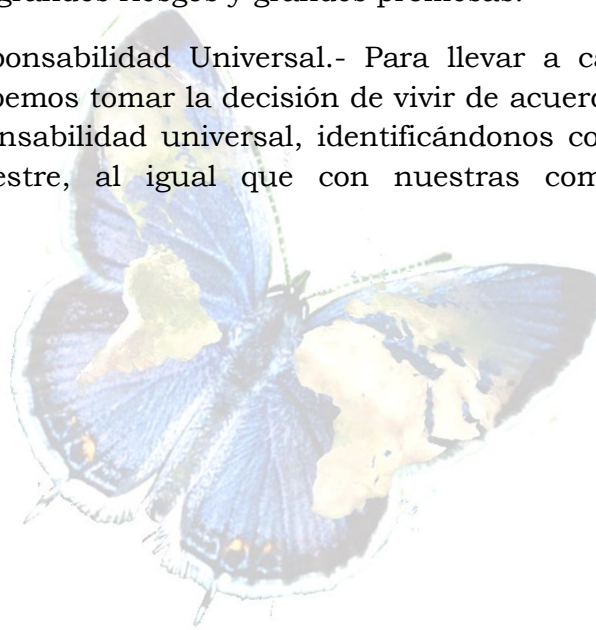 grandes riesgos y grandes promesas.
ponsabilidad Universal.- Para llevar a ca
bemos tomar la decisión de vivir de acuerd
nsabilidad universal, identificándonos co
estre, al igual que con nuestras com